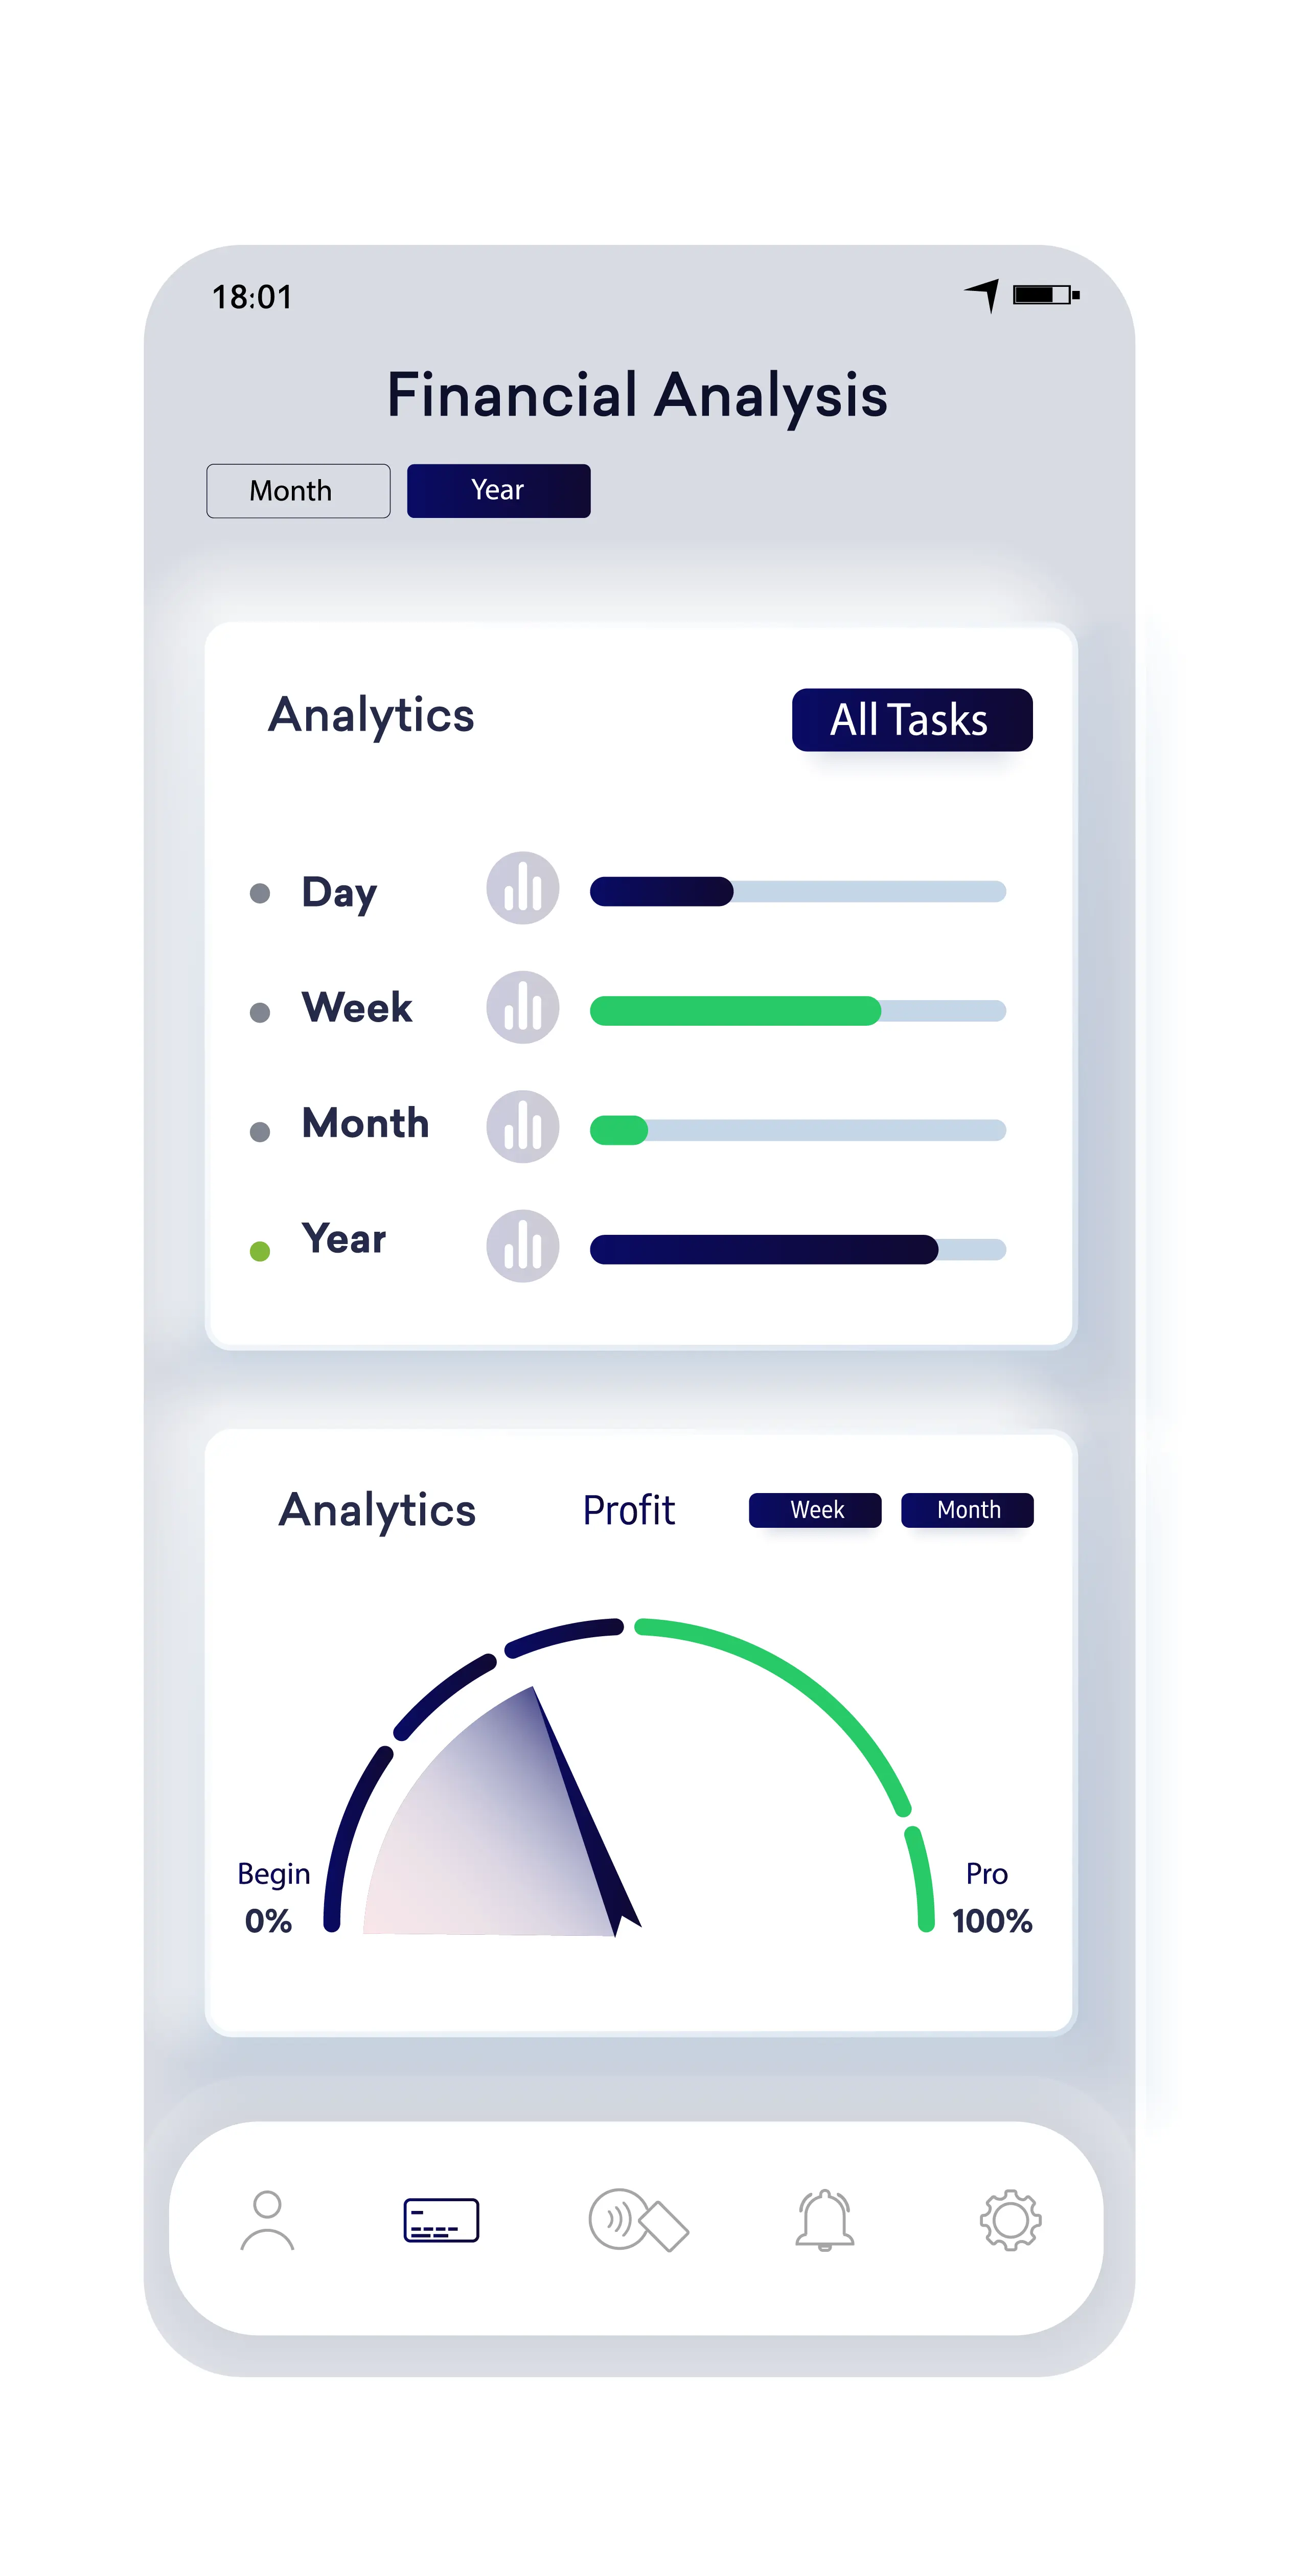 18:01
Financial Analysis
Month Year
Analytics All Tasks
Day
Week
Month
Year
Analytics Profit Week Month
Begin Pro
0% 100%